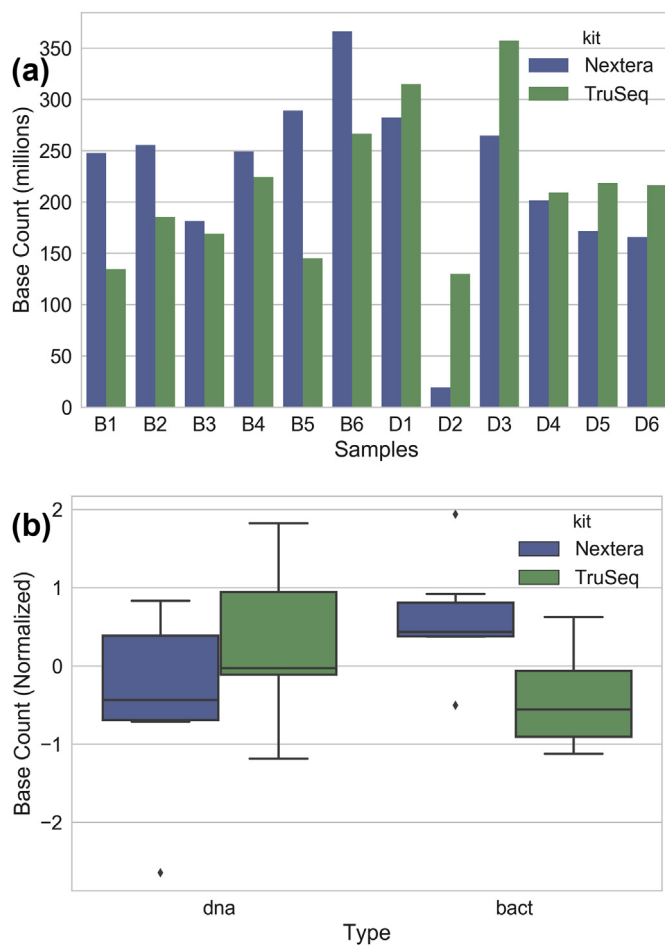 (a)
kit
Nextera
TruSeq
350
300
250
200
150
100
50
0
Base Count (millions)
B1 B2 B3 B4 B5 B6 D1 D2 D3 D4 D5 D6
Samples
(b)
kit
Nextera
TruSeq
2
1
0
−1
−2
Base Count (Normalized)
dna bact
Type